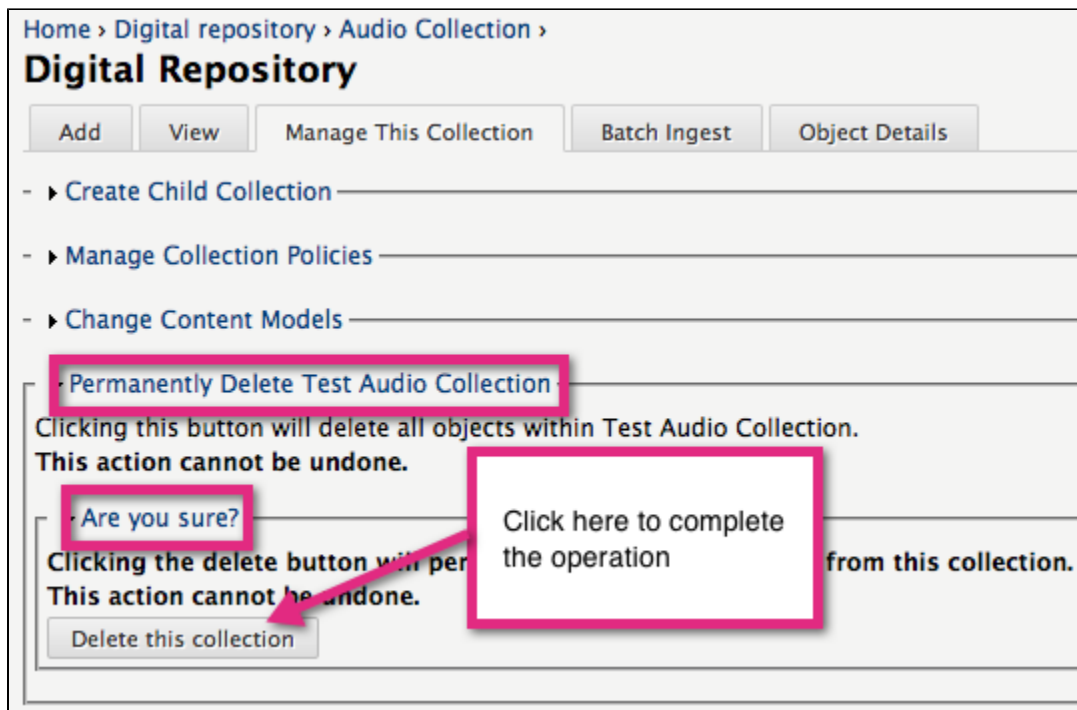 Home › Digital repository › Audio Collection ›
Digital Repository
Add View Manage This Collection Batch Ingest Object Details
Create Child Collection
Manage Collection Policies
Change Content Models
Permanently Delete Test Audio Collection
Clicking this button will delete all objects within Test Audio Collection.
This action cannot be undone.
Are you sure?
Click here to complete
the operation
Clicking the delete button will from this collection.
This action cannot be undone.
Delete this collection